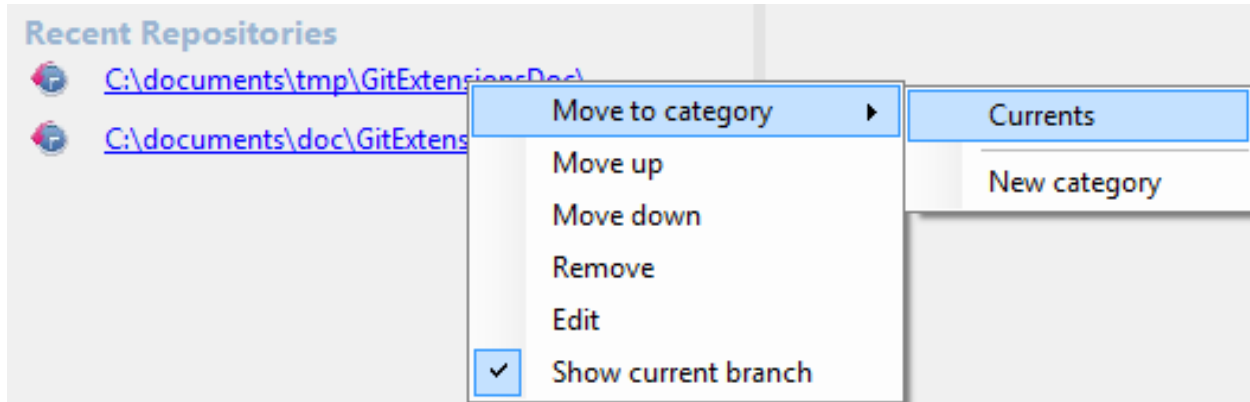 Recent Repositories
C:\documents\tmp\GitExtensionsDoc\
C:\documents\doc\GitExtens
Move to category
Move up
Move down
Remove
Edit
Show current branch
Currents
New category